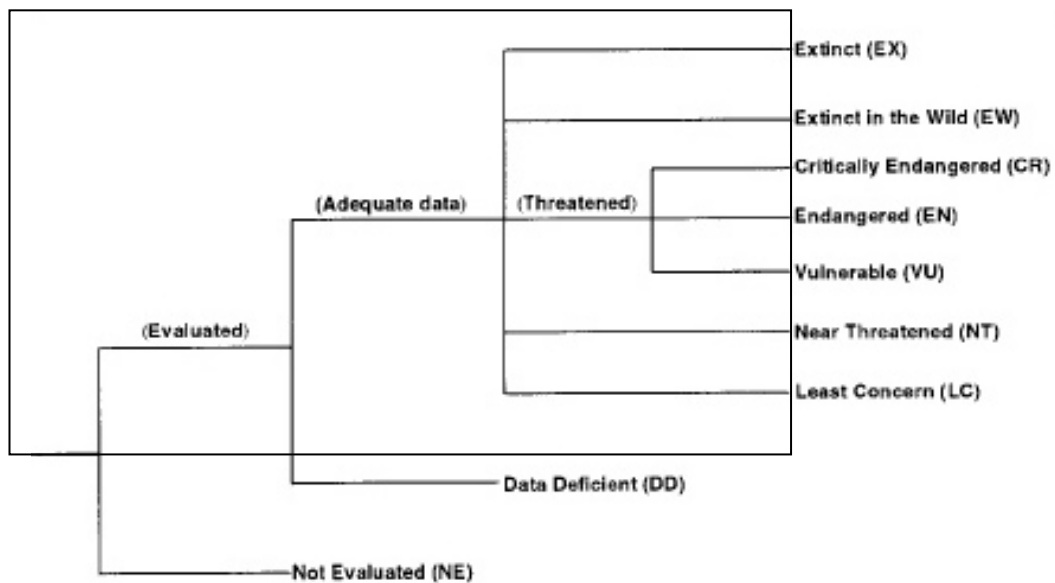 Extinct (EX)
Extinct in the Wild (EW)
Critically Endangered (CR)
(Adequate data)
(Threatened)
Endangered (EN)
Vulnerable (VU)
(Evaluated)
Near Threatened (NT)
Least Concern (LC)
Data Deficient (DD)
Not Evaluated (NE)